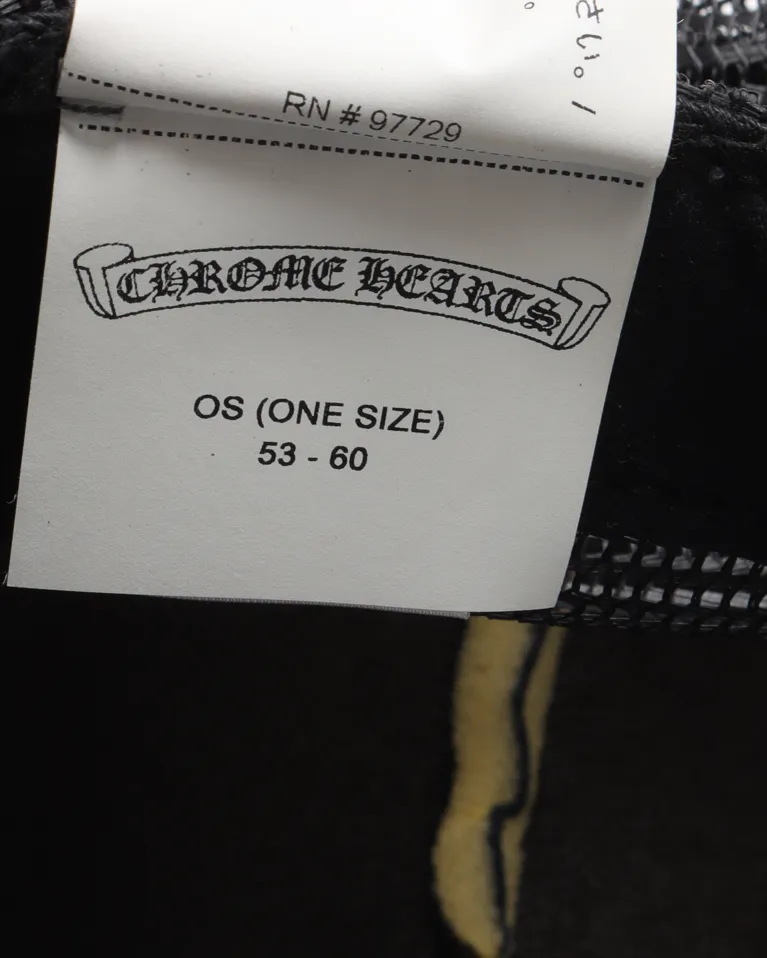 RN # 97729
CHROME HEARTS
OS (ONE SIZE)
53 - 60